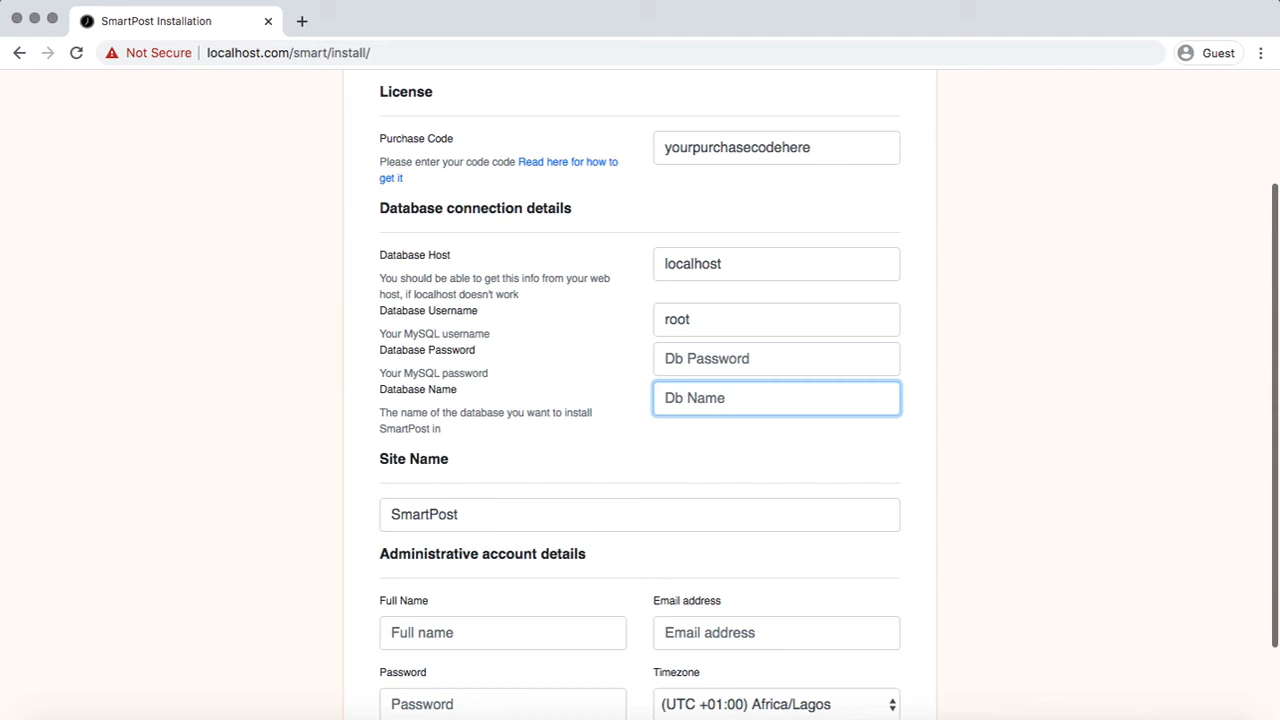 SmartPost Installation
Not Secure
localhost.com/smart/install/
Guest
License
Purchase Code
yourpurchasecodehere
Please enter your code code Read here for how to
get it
Database connection details
Database Host
localhost
You should be able to get this info from your web
host, if localhost doesn't work
Database Username
root
Your MySQL username
Database Password
Db Password
Your MySQL password
Database Name
Db Name
The name of the database you want to install
SmartPost in
Site Name
SmartPost
Administrative account details
Full Name
Email address
Full name
Email address
Password
Timezone
Password
(UTC +01:00) Africa/Lagos